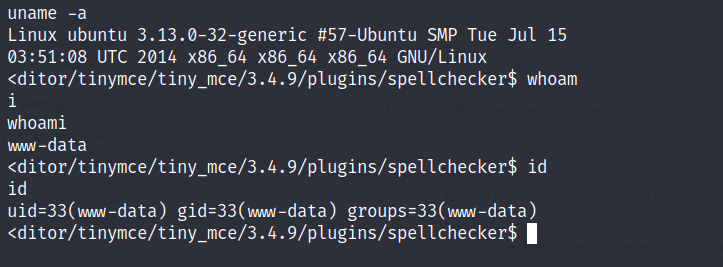 uname -a
Linux ubuntu 3.13.0-32-generic #57-Ubuntu SMP Tue Jul 15
03:51:08 UTC 2014 x86_64 x86_64 x86_64 GNU/Linux
<ditor/tinymce/tiny_mce/3.4.9/plugins/spellchecker$ whoam
i
whoami
www-data
<ditor/tinymce/tiny_mce/3.4.9/plugins/spellchecker$ id
id
uid=33(www-data) gid=33(www-data) groups=33(www-data)
<ditor/tinymce/tiny_mce/3.4.9/plugins/spellchecker$